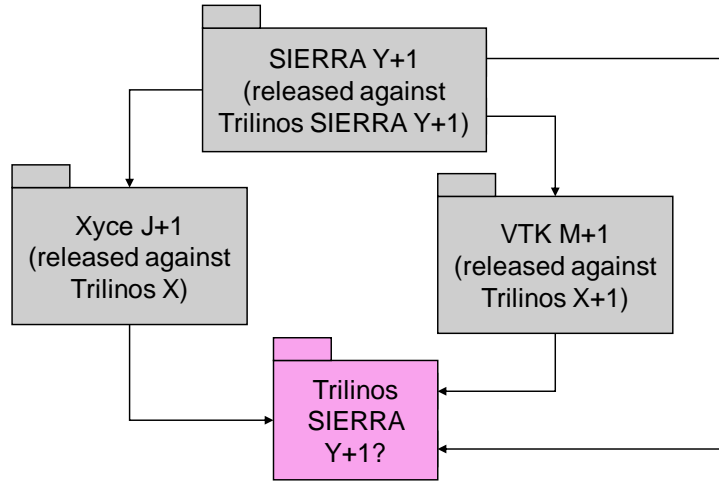 SIERRA Y+1
(released against
Trilinos SIERRA Y+1)
Xyce J+1
(released against
Trilinos X)
VTK M+1
(released against
Trilinos X+1)
Trilinos
SIERRA
Y+1?